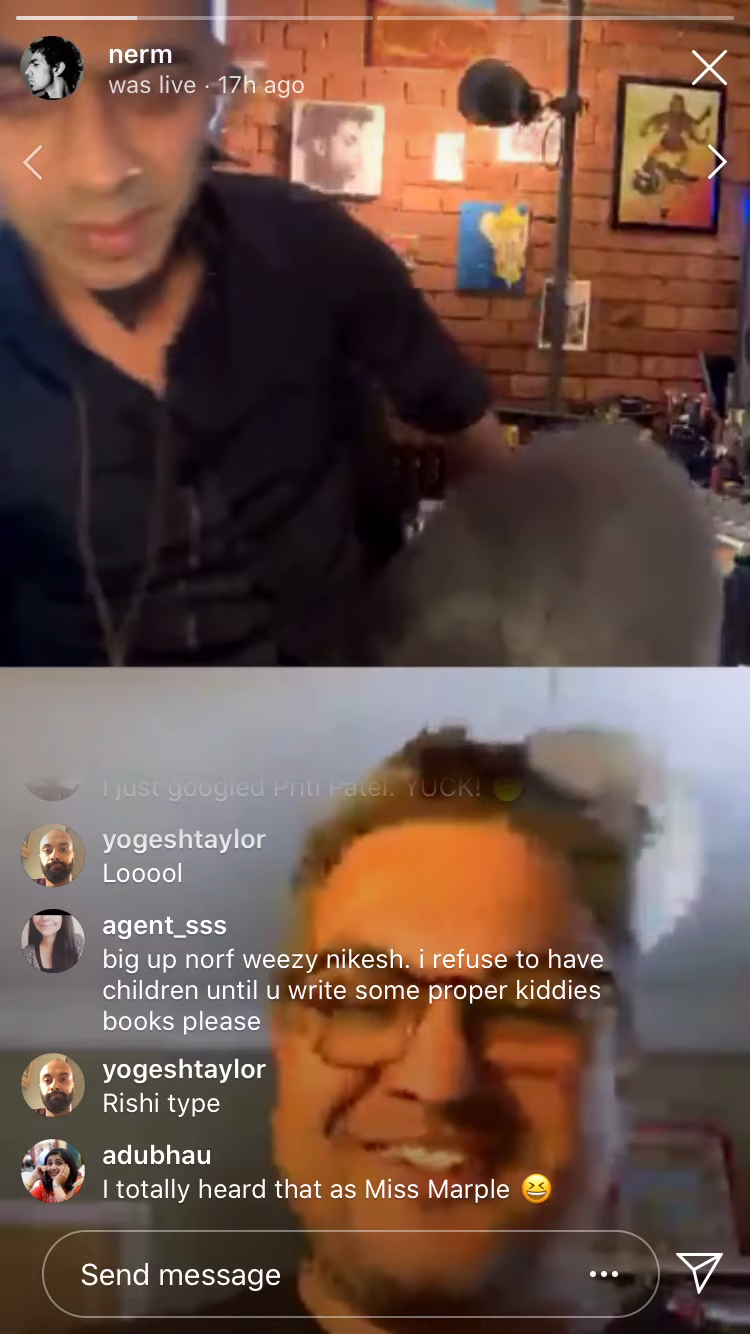 nerm
was live · 17h ago
I just googled Priti Patel. YUCK!
yogeshtaylor
Looool
agent_sss
big up norf weezy nikesh. i refuse to have
children until u write some proper kiddies
books please
yogeshtaylor
Rishi type
adubhau
I totally heard that as Miss Marple 😆
Send message